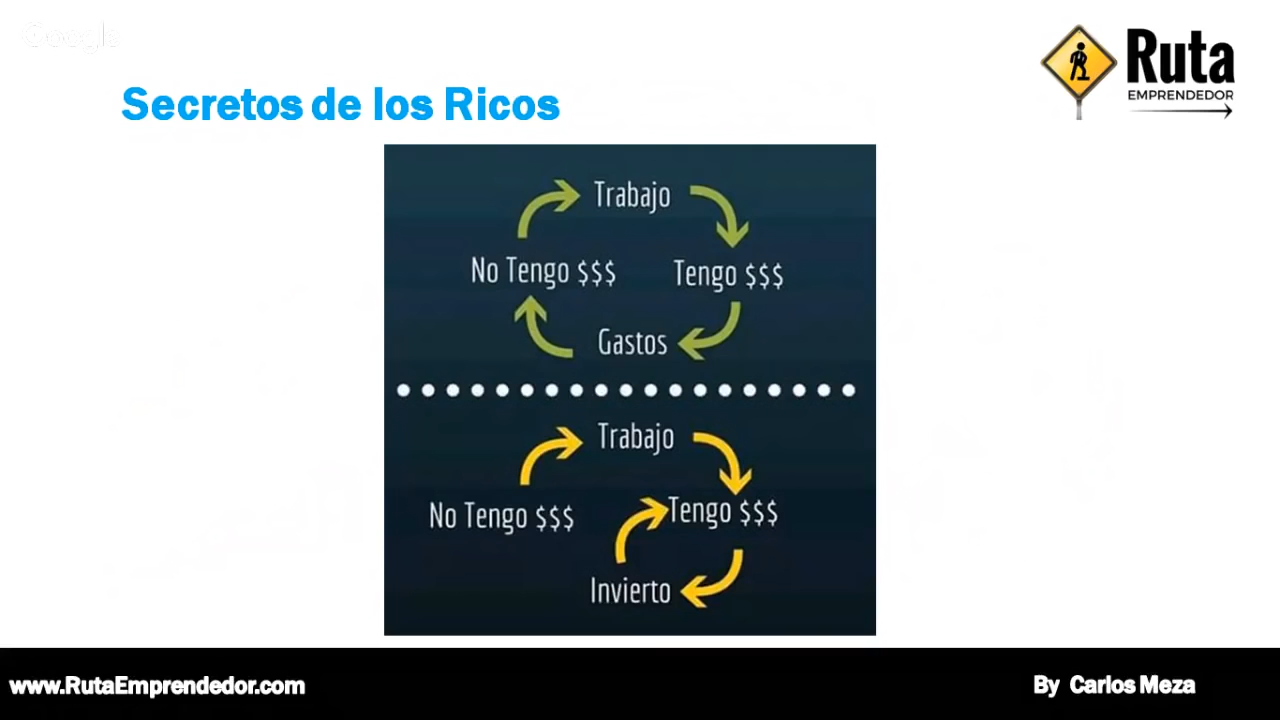 Google
Ruta
EMPRENDEDOR
Secretos de los Ricos
Trabajo
No Tengo $$$
Tengo $$$
Gastos
Trabajo
No Tengo $$$
Tengo $$$
Invierto
www.RutaEmprendedor.com
By Carlos Meza